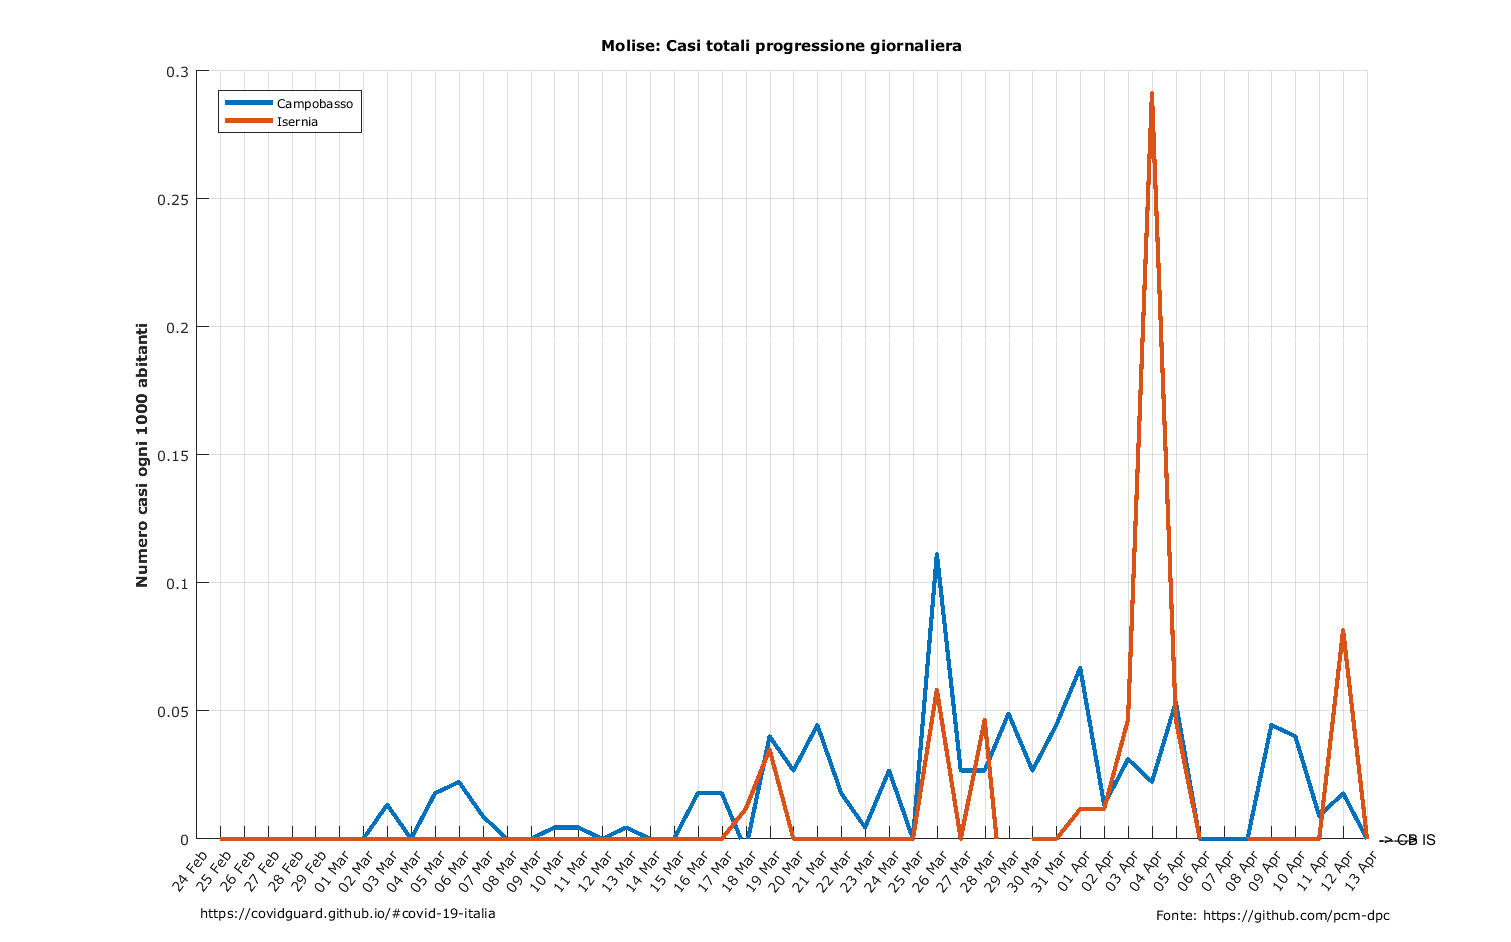 Molise: Casi totali progressione giornaliera
Campobasso
Isernia
Numero casi ogni 1000 abitanti
0.3
0.25
0.2
0.15
0.1
0.05
0
24 Feb
25 Feb
26 Feb
27 Feb
28 Feb
29 Feb
01 Mar
02 Mar
03 Mar
04 Mar
05 Mar
06 Mar
07 Mar
08 Mar
09 Mar
10 Mar
11 Mar
12 Mar
13 Mar
14 Mar
15 Mar
16 Mar
17 Mar
18 Mar
19 Mar
20 Mar
21 Mar
22 Mar
23 Mar
24 Mar
25 Mar
26 Mar
27 Mar
28 Mar
29 Mar
30 Mar
31 Mar
01 Apr
02 Apr
03 Apr
04 Apr
05 Apr
06 Apr
07 Apr
08 Apr
09 Apr
10 Apr
11 Apr
12 Apr
13 Apr
-> CB IS
https://covidguard.github.io/#covid-19-italia
Fonte: https://github.com/pcm-dpc